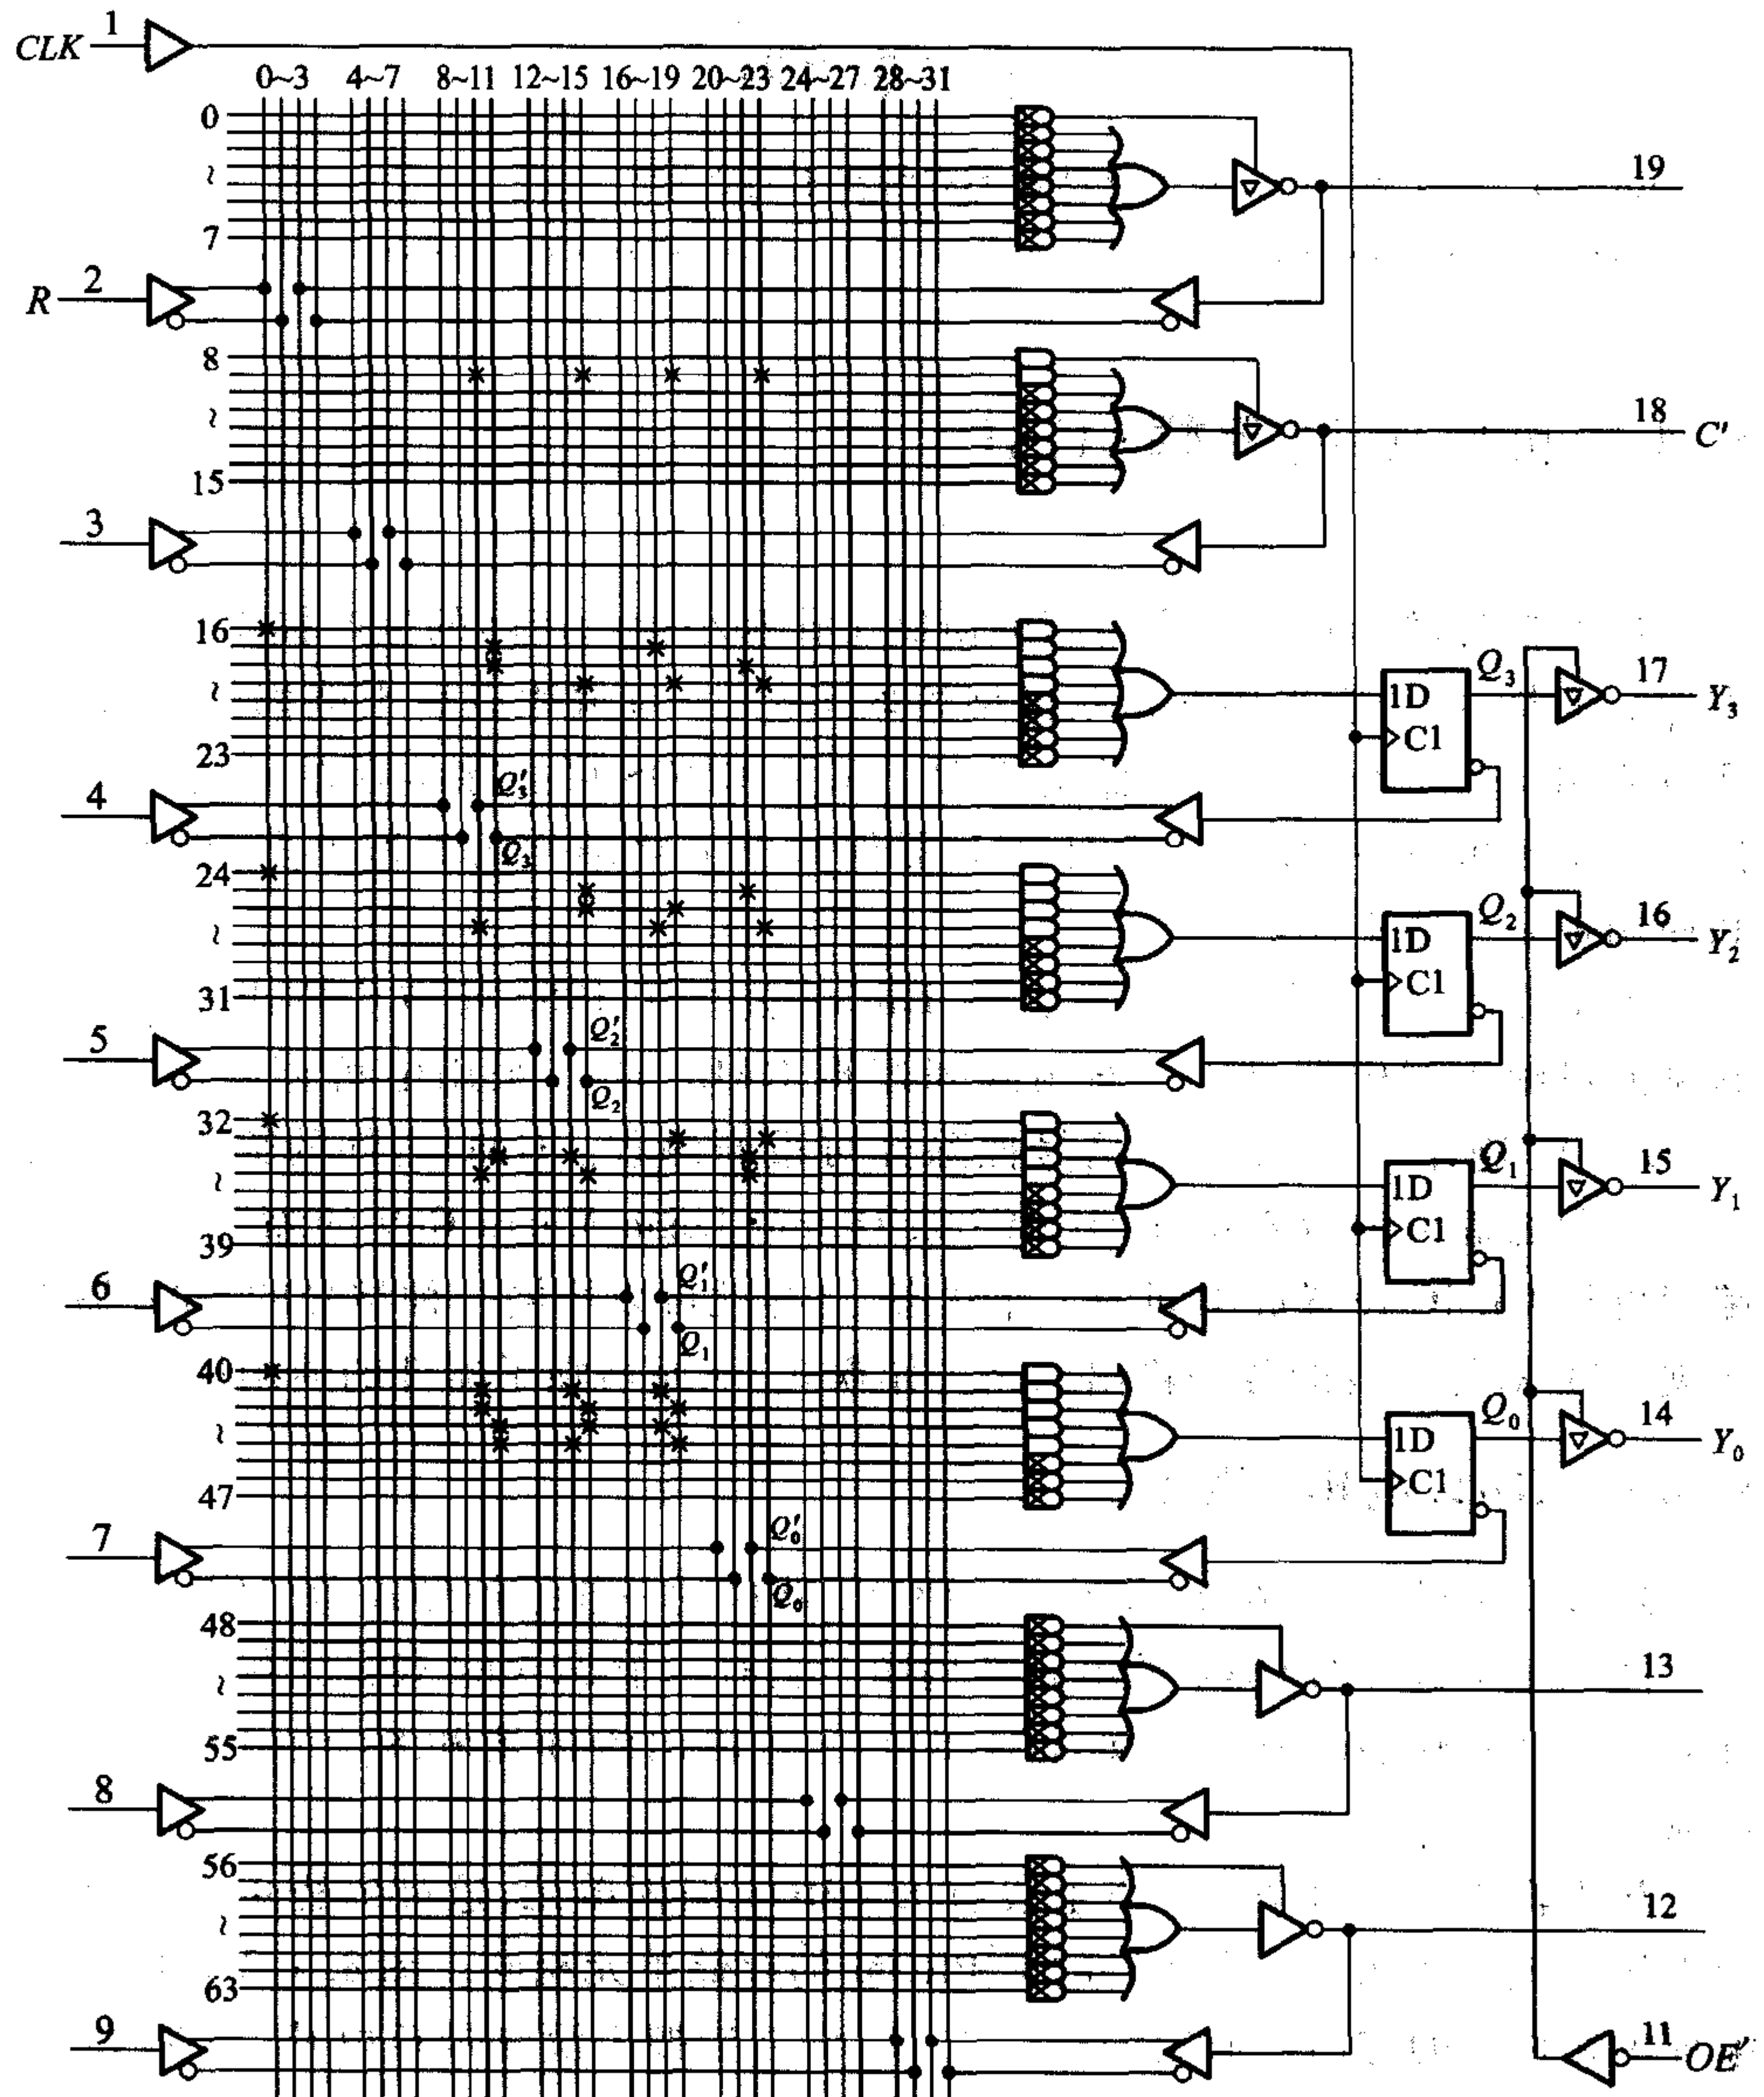 1
CLK
0~3 4~7 8~11 12~15 16~19 20~23 24~27 28~31
0
~
7
19
2
R
8
~
15
18
C'
3
16
~
23
1D
C1
Q3
17
Y3
4
Q3'
Q3
24
~
31
1D
C1
Q2
16
Y2
5
Q2'
Q2
32
~
39
1D
C1
Q1
15
Y1
6
Q1'
Q1
40
~
47
1D
C1
Q0
14
Y0
7
Q0'
Q0
48
~
55
13
8
56
~
63
12
9
11
OE'